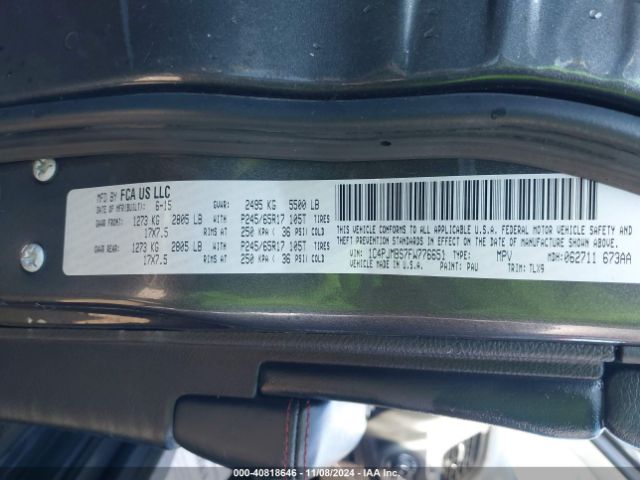 MFD BY FCA US LLC
DATE OF MFR(BUILT): 6-15 GVWR: 2495 KG 5500 LB
GAWR FRONT: 1273 KG 2805 LB WITH P245/65R17 105T TIRES
17X7.5 RIMS AT 250 KPA ( 36 PSI) COLD
GAWR REAR: 1273 KG 2805 LB WITH P245/65R17 105T TIRES
17X7.5 RIMS AT 250 KPA ( 36 PSI) COLD
THIS VEHICLE CONFORMS TO ALL APPLICABLE U.S.A. FEDERAL MOTOR VEHICLE SAFETY, BUMPER AND
THEFT PREVENTION STANDARDS IN EFFECT ON THE DATE OF MANUFACTURE SHOWN ABOVE.
VIN: 1C4PJMBS7FW776651 TYPE: MPV MDH: 062711 673AA
VEHICLE MADE IN U.S.A. PAINT: PAU TRIM: TLX9
000-40818646 - 11/08/2024 - IAA Inc.